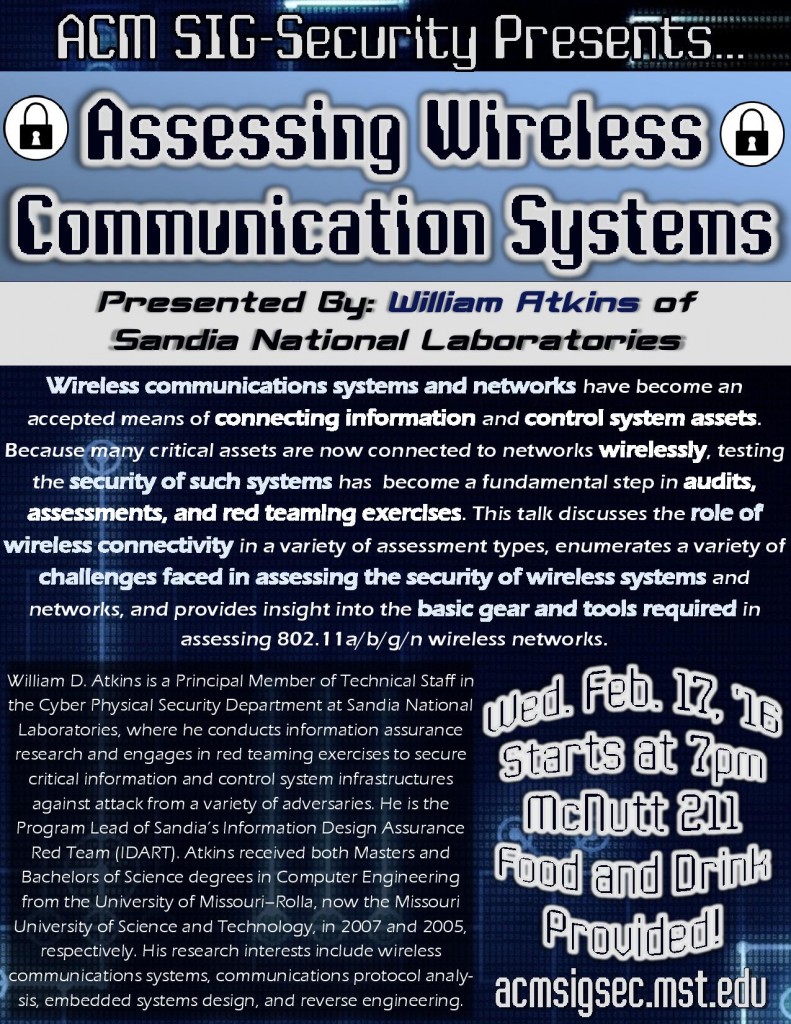 ACM SIG-Security Presents...
Assessing Wireless
Communication Systems
Presented By: William Atkins of
Sandia National Laboratories
Wireless communications systems and networks have become an
accepted means of connecting information and control system assets.
Because many critical assets are now connected to networks wirelessly, testing
the security of such systems has become a fundamental step in audits,
assessments, and red teaming exercises. This talk discusses the role of
wireless connectivity in a variety of assessment types, enumerates a variety of
challenges faced in assessing the security of wireless systems and
networks, and provides insight into the basic gear and tools required in
assessing 802.11a/b/g/n wireless networks.
William D. Atkins is a Principal Member of Technical Staff in
the Cyber Physical Security Department at Sandia National
Laboratories, where he conducts information assurance
research and engages in red teaming exercises to secure
critical information and control system infrastructures
against attack from a variety of adversaries. He is the
Program Lead of Sandia's Information Design Assurance
Red Team (IDART). Atkins received both Masters and
Bachelors of Science degrees in Computer Engineering
from the University of Missouri–Rolla, now the Missouri
University of Science and Technology, in 2007 and 2005,
respectively. His research interests include wireless
communications systems, communications protocol analy-
sis, embedded systems design, and reverse engineering.
Wed. Feb. 17, '16
Starts at 7pm
McNutt 211
Food and Drink
Provided!
acmsigsec.mst.edu